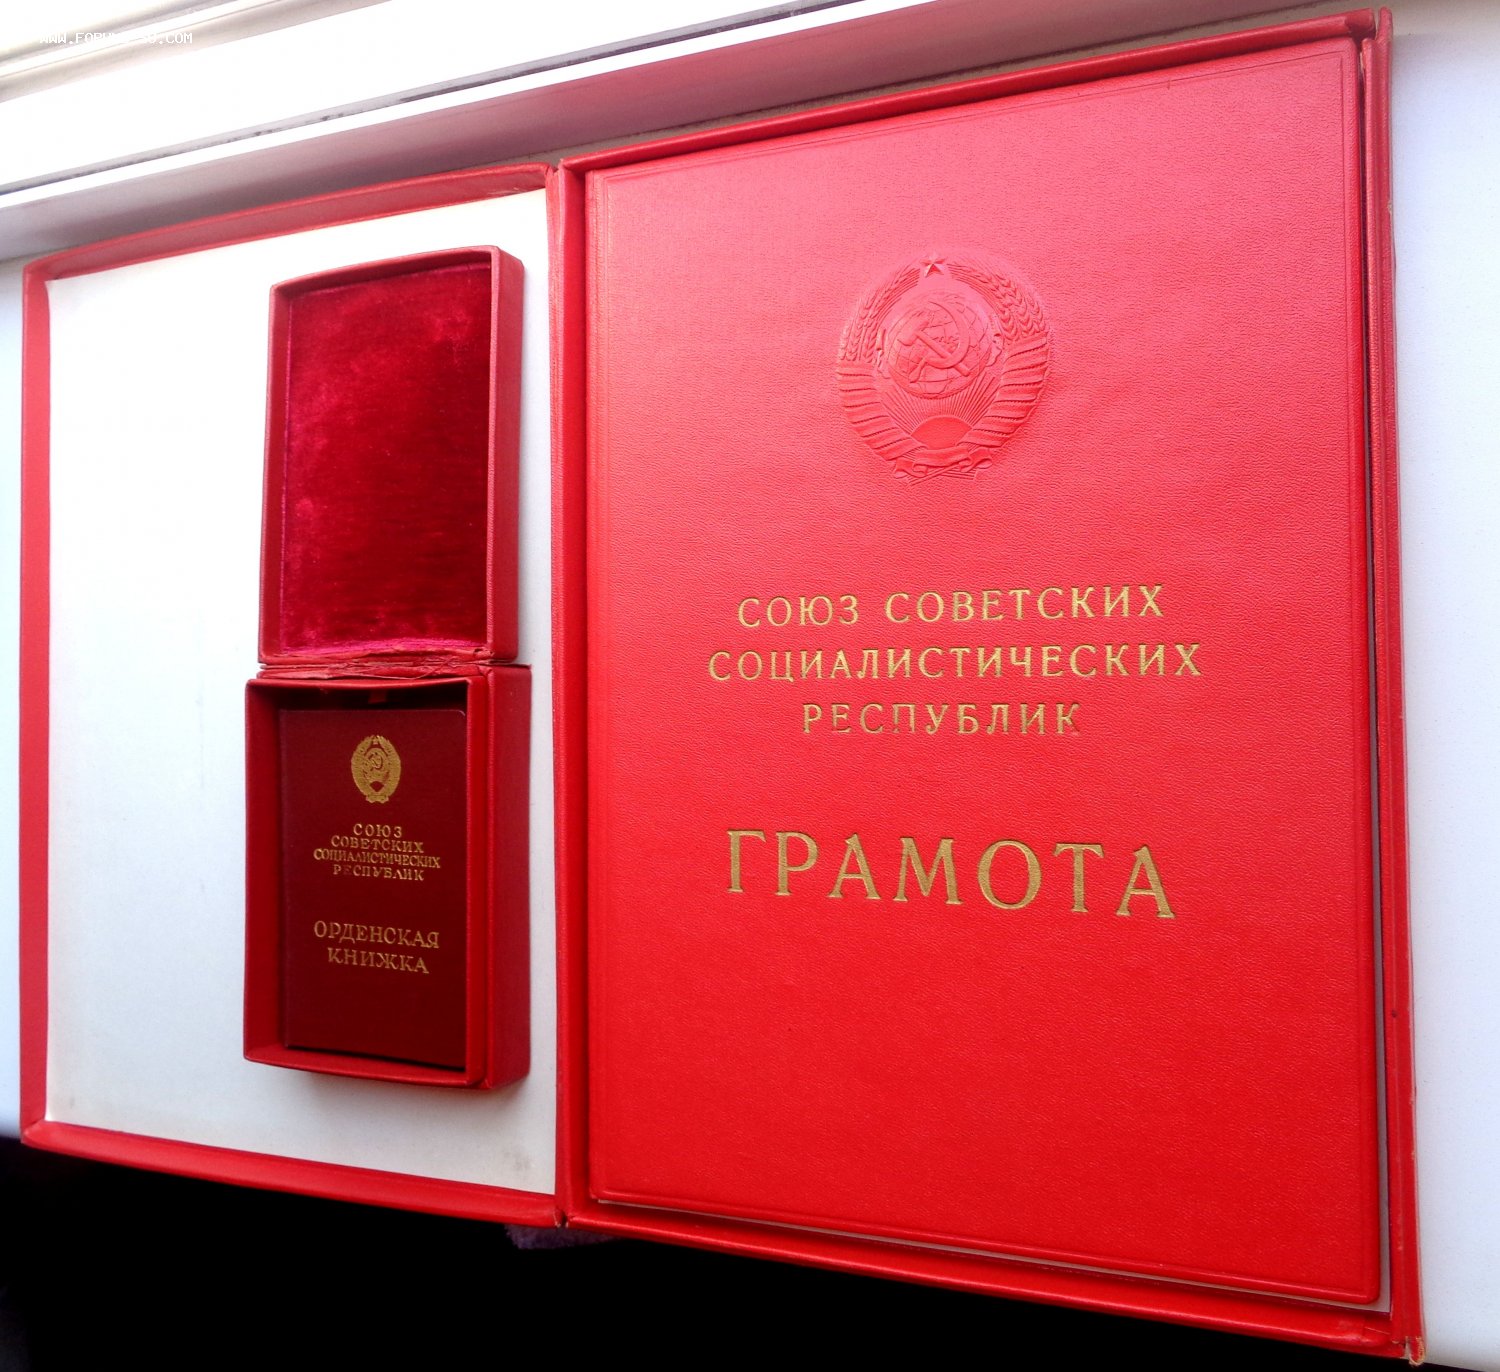 СОЮЗ
СОВЕТСКИХ
СОЦИАЛИСТИЧЕСКИХ
РЕСПУБЛИК
ОРДЕНСКАЯ
КНИЖКА
СОЮЗ СОВЕТСКИХ
СОЦИАЛИСТИЧЕСКИХ
РЕСПУБЛИК
ГРАМОТА